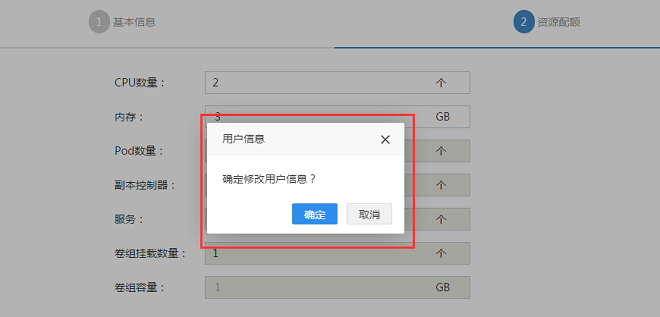 1 基本信息
2 资源配额
CPU数量： 2 个
内存： 3 GB
用户信息
Pod数量： 个
确定修改用户信息？
副本控制器： 个
确定 取消
服务： 个
卷组挂载数量： 1 个
卷组容量： 1 GB